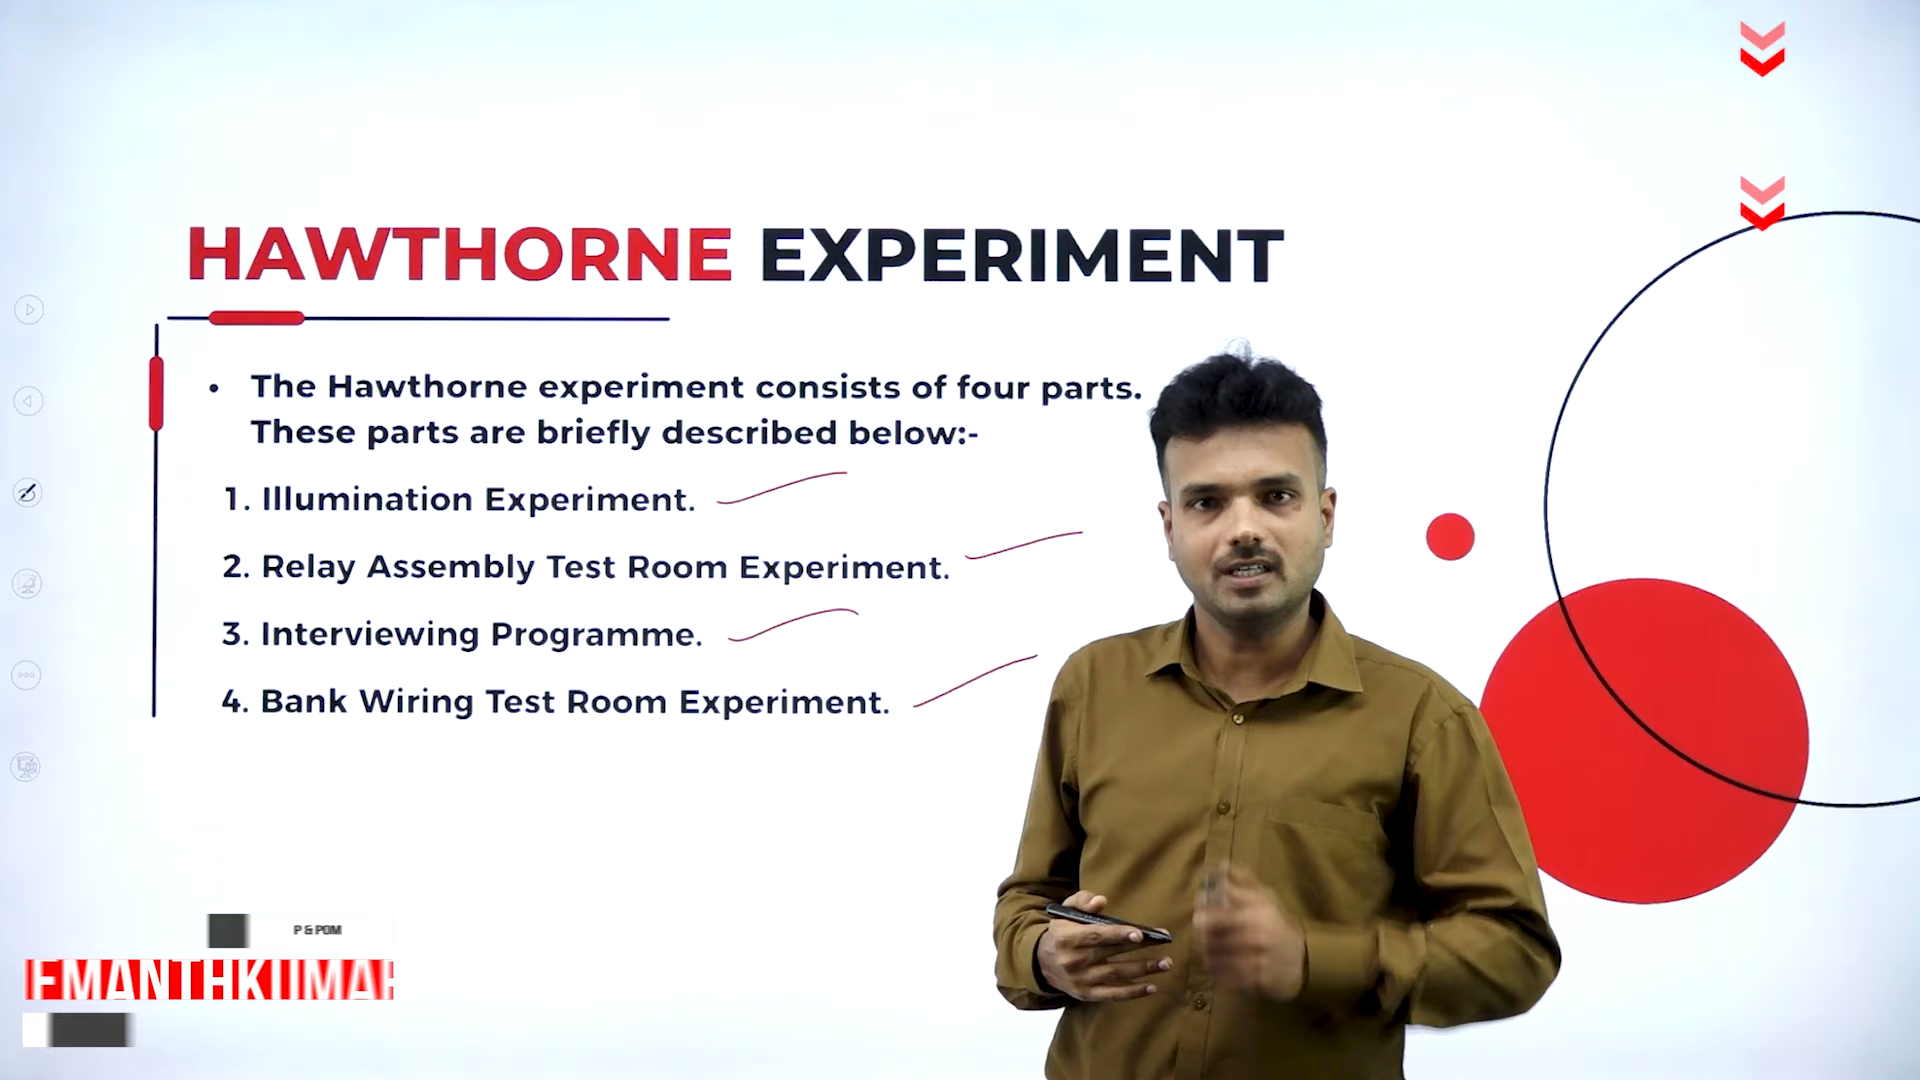 HAWTHORNE EXPERIMENT
• The Hawthorne experiment consists of four parts.
These parts are briefly described below:-
1. Illumination Experiment.
2. Relay Assembly Test Room Experiment.
3. Interviewing Programme.
4. Bank Wiring Test Room Experiment.
P & POM
EMANTHKUMAR